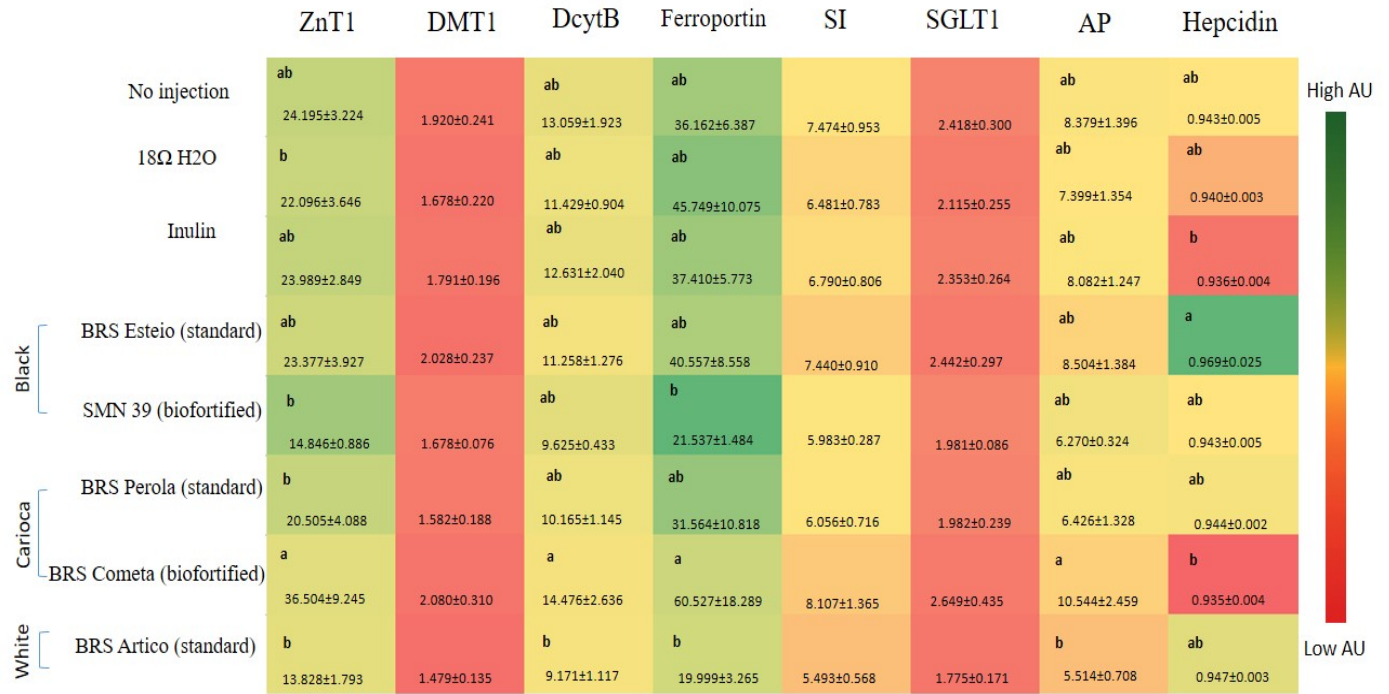 ZnT1 DMT1 DcytB Ferroportin SI SGLT1 AP Hepcidin
High AU
Low AU
No injection
ab ab ab ab ab
24.195±3.224 1.920±0.241 13.059±1.923 36.162±6.387 7.474±0.953 2.418±0.300 8.379±1.396 0.943±0.005
18Ω H2O
b ab ab ab ab
22.096±3.646 1.678±0.220 11.429±0.904 45.749±10.075 6.481±0.783 2.115±0.255 7.399±1.354 0.940±0.003
Inulin
ab ab ab ab b
23.989±2.849 1.791±0.196 12.631±2.040 37.410±5.773 6.790±0.806 2.353±0.264 8.082±1.247 0.936±0.004
Black
BRS Esteio (standard)
ab ab ab ab a
23.377±3.927 2.028±0.237 11.258±1.276 40.557±8.558 7.440±0.910 2.442±0.297 8.504±1.384 0.969±0.025
SMN 39 (biofortified)
b ab b ab ab
14.846±0.886 1.678±0.076 9.625±0.433 21.537±1.484 5.983±0.287 1.981±0.086 6.270±0.324 0.943±0.005
Carioca
BRS Perola (standard)
b ab ab ab ab
20.505±4.088 1.582±0.188 10.165±1.145 31.564±10.818 6.056±0.716 1.982±0.239 6.426±1.328 0.944±0.002
BRS Cometa (biofortified)
a a a a b
36.504±9.245 2.080±0.310 14.476±2.636 60.527±18.289 8.107±1.365 2.649±0.435 10.544±2.459 0.935±0.004
White
BRS Artico (standard)
b b b b ab
13.828±1.793 1.479±0.135 9.171±1.117 19.999±3.265 5.493±0.568 1.775±0.171 5.514±0.708 0.947±0.003